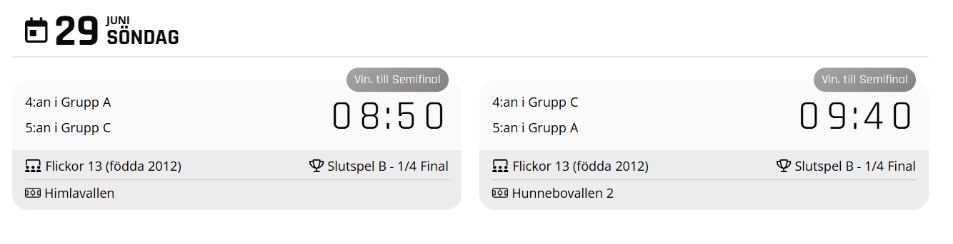 29 JUNI SÖNDAG
Vin. till Semifinal
4:an i Grupp A
08:50
5:an i Grupp C
Flickor 13 (födda 2012)
Slutspel B - 1/4 Final
Himlavallen
Vin. till Semifinal
4:an i Grupp C
09:40
5:an i Grupp A
Flickor 13 (födda 2012)
Slutspel B - 1/4 Final
Hunnebovallen 2